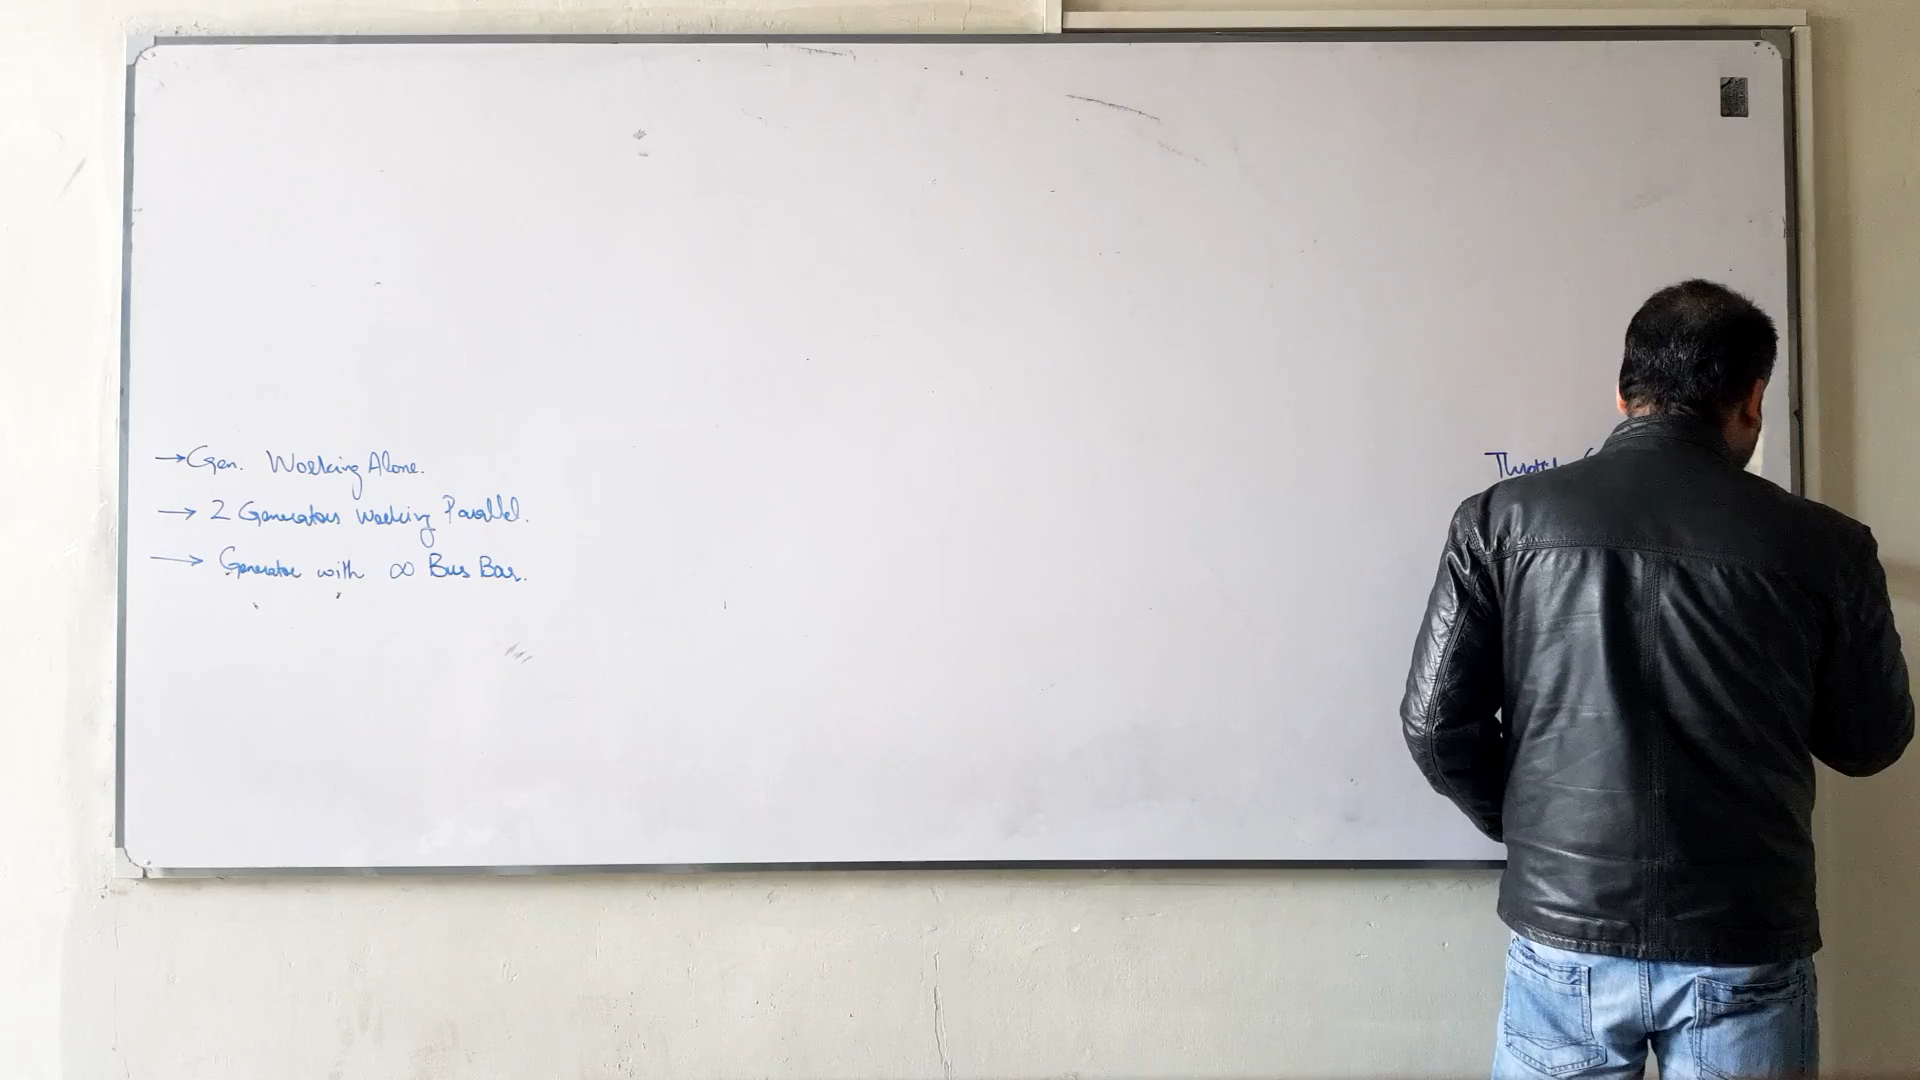 → Gen. Working Alone.
→ 2 Generators Working Parallel.
→ Generator with ∞ Bus Bar.